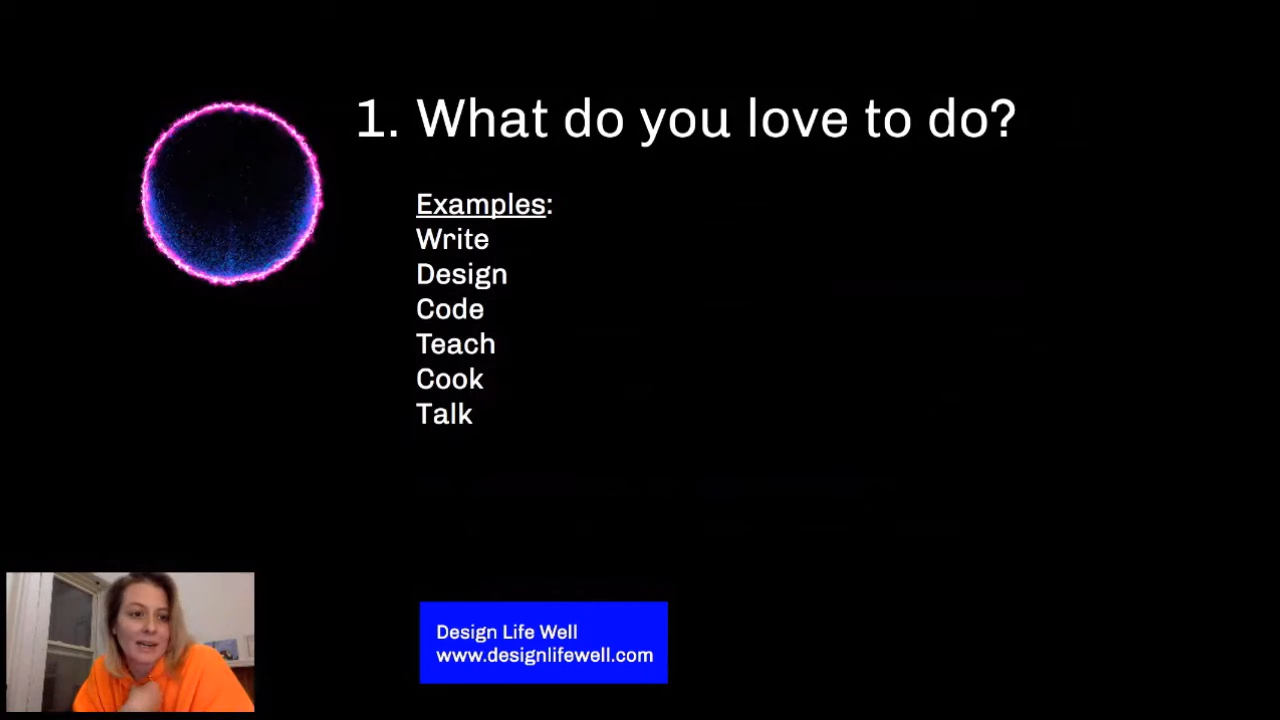 1. What do you love to do?
Examples:
Write
Design
Code
Teach
Cook
Talk
Design Life Well
www.designlifewell.com